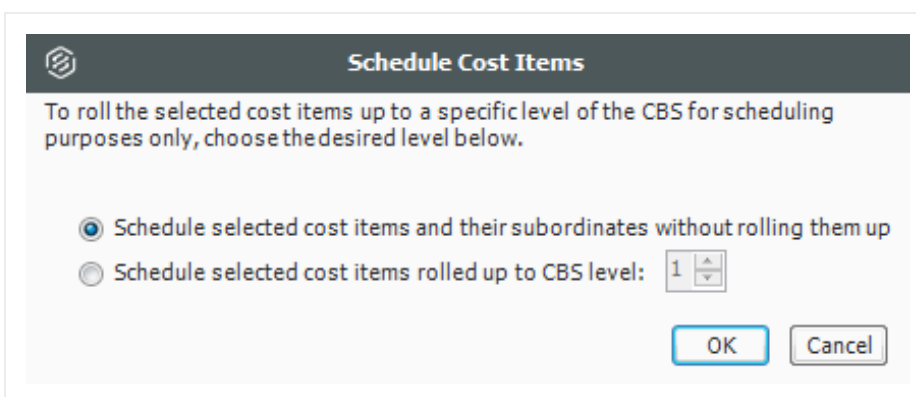 Schedule Cost Items
To roll the selected cost items up to a specific level of the CBS for scheduling
purposes only, choose the desired level below.
Schedule selected cost items and their subordinates without rolling them up
Schedule selected cost items rolled up to CBS level: 1
OK Cancel